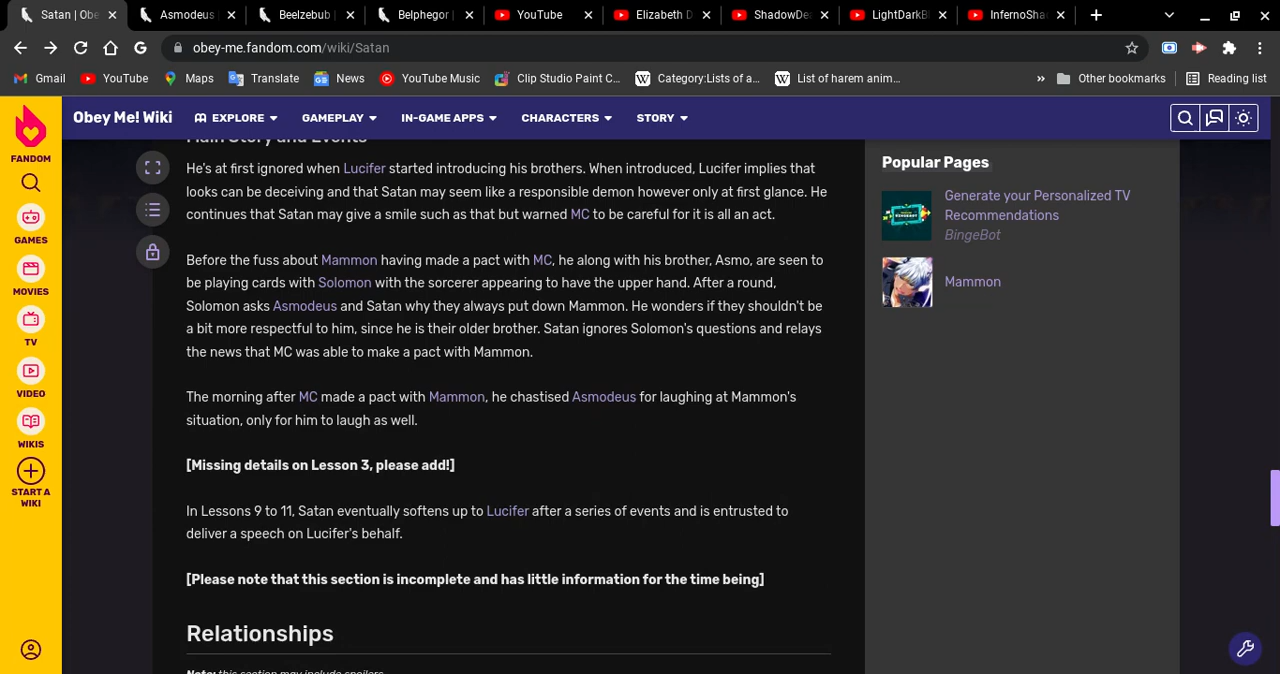 Satan | Obe
Asmodeus |
Beelzebub |
Belphegor |
YouTube
Elizabeth D
ShadowDe
LightDarkB
InfernoSha
obey-me.fandom.com/wiki/Satan
Gmail
YouTube
Maps
Translate
News
YouTube Music
Clip Studio Paint C...
Category:Lists of a...
List of harem anim...
»
Other bookmarks
Reading list
FANDOM
GAMES
MOVIES
TV
VIDEO
WIKIS
START A
WIKI
Obey Me! Wiki
EXPLORE
GAMEPLAY
IN-GAME APPS
CHARACTERS
STORY
Main Story and Events
He's at first ignored when Lucifer started introducing his brothers. When introduced, Lucifer implies that
looks can be deceiving and that Satan may seem like a responsible demon however only at first glance. He
continues that Satan may give a smile such as that but warned MC to be careful for it is all an act.
Before the fuss about Mammon having made a pact with MC, he along with his brother, Asmo, are seen to
be playing cards with Solomon with the sorcerer appearing to have the upper hand. After a round,
Solomon asks Asmodeus and Satan why they always put down Mammon. He wonders if they shouldn't be
a bit more respectful to him, since he is their older brother. Satan ignores Solomon's questions and relays
the news that MC was able to make a pact with Mammon.
The morning after MC made a pact with Mammon, he chastised Asmodeus for laughing at Mammon's
situation, only for him to laugh as well.
[Missing details on Lesson 3, please add!]
In Lessons 9 to 11, Satan eventually softens up to Lucifer after a series of events and is entrusted to
deliver a speech on Lucifer's behalf.
[Please note that this section is incomplete and has little information for the time being]
Relationships
Note: this section may include spoilers
Popular Pages
Generate your Personalized TV
Recommendations
BingeBot
Mammon